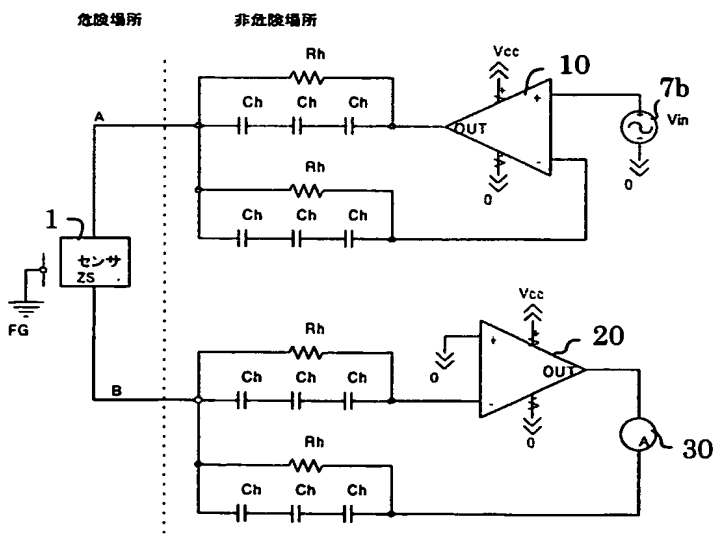 危険場所 非危険場所
Rh
Vcc
10
7b
Ch Ch Ch
A
+
OUT
Vin
-
0
0
Rh
Ch Ch Ch
1
センサ
ZS
FG
Vcc
Rh
+
20
0
Ch Ch Ch
OUT
B
-
0
A
30
Rh
Ch Ch Ch